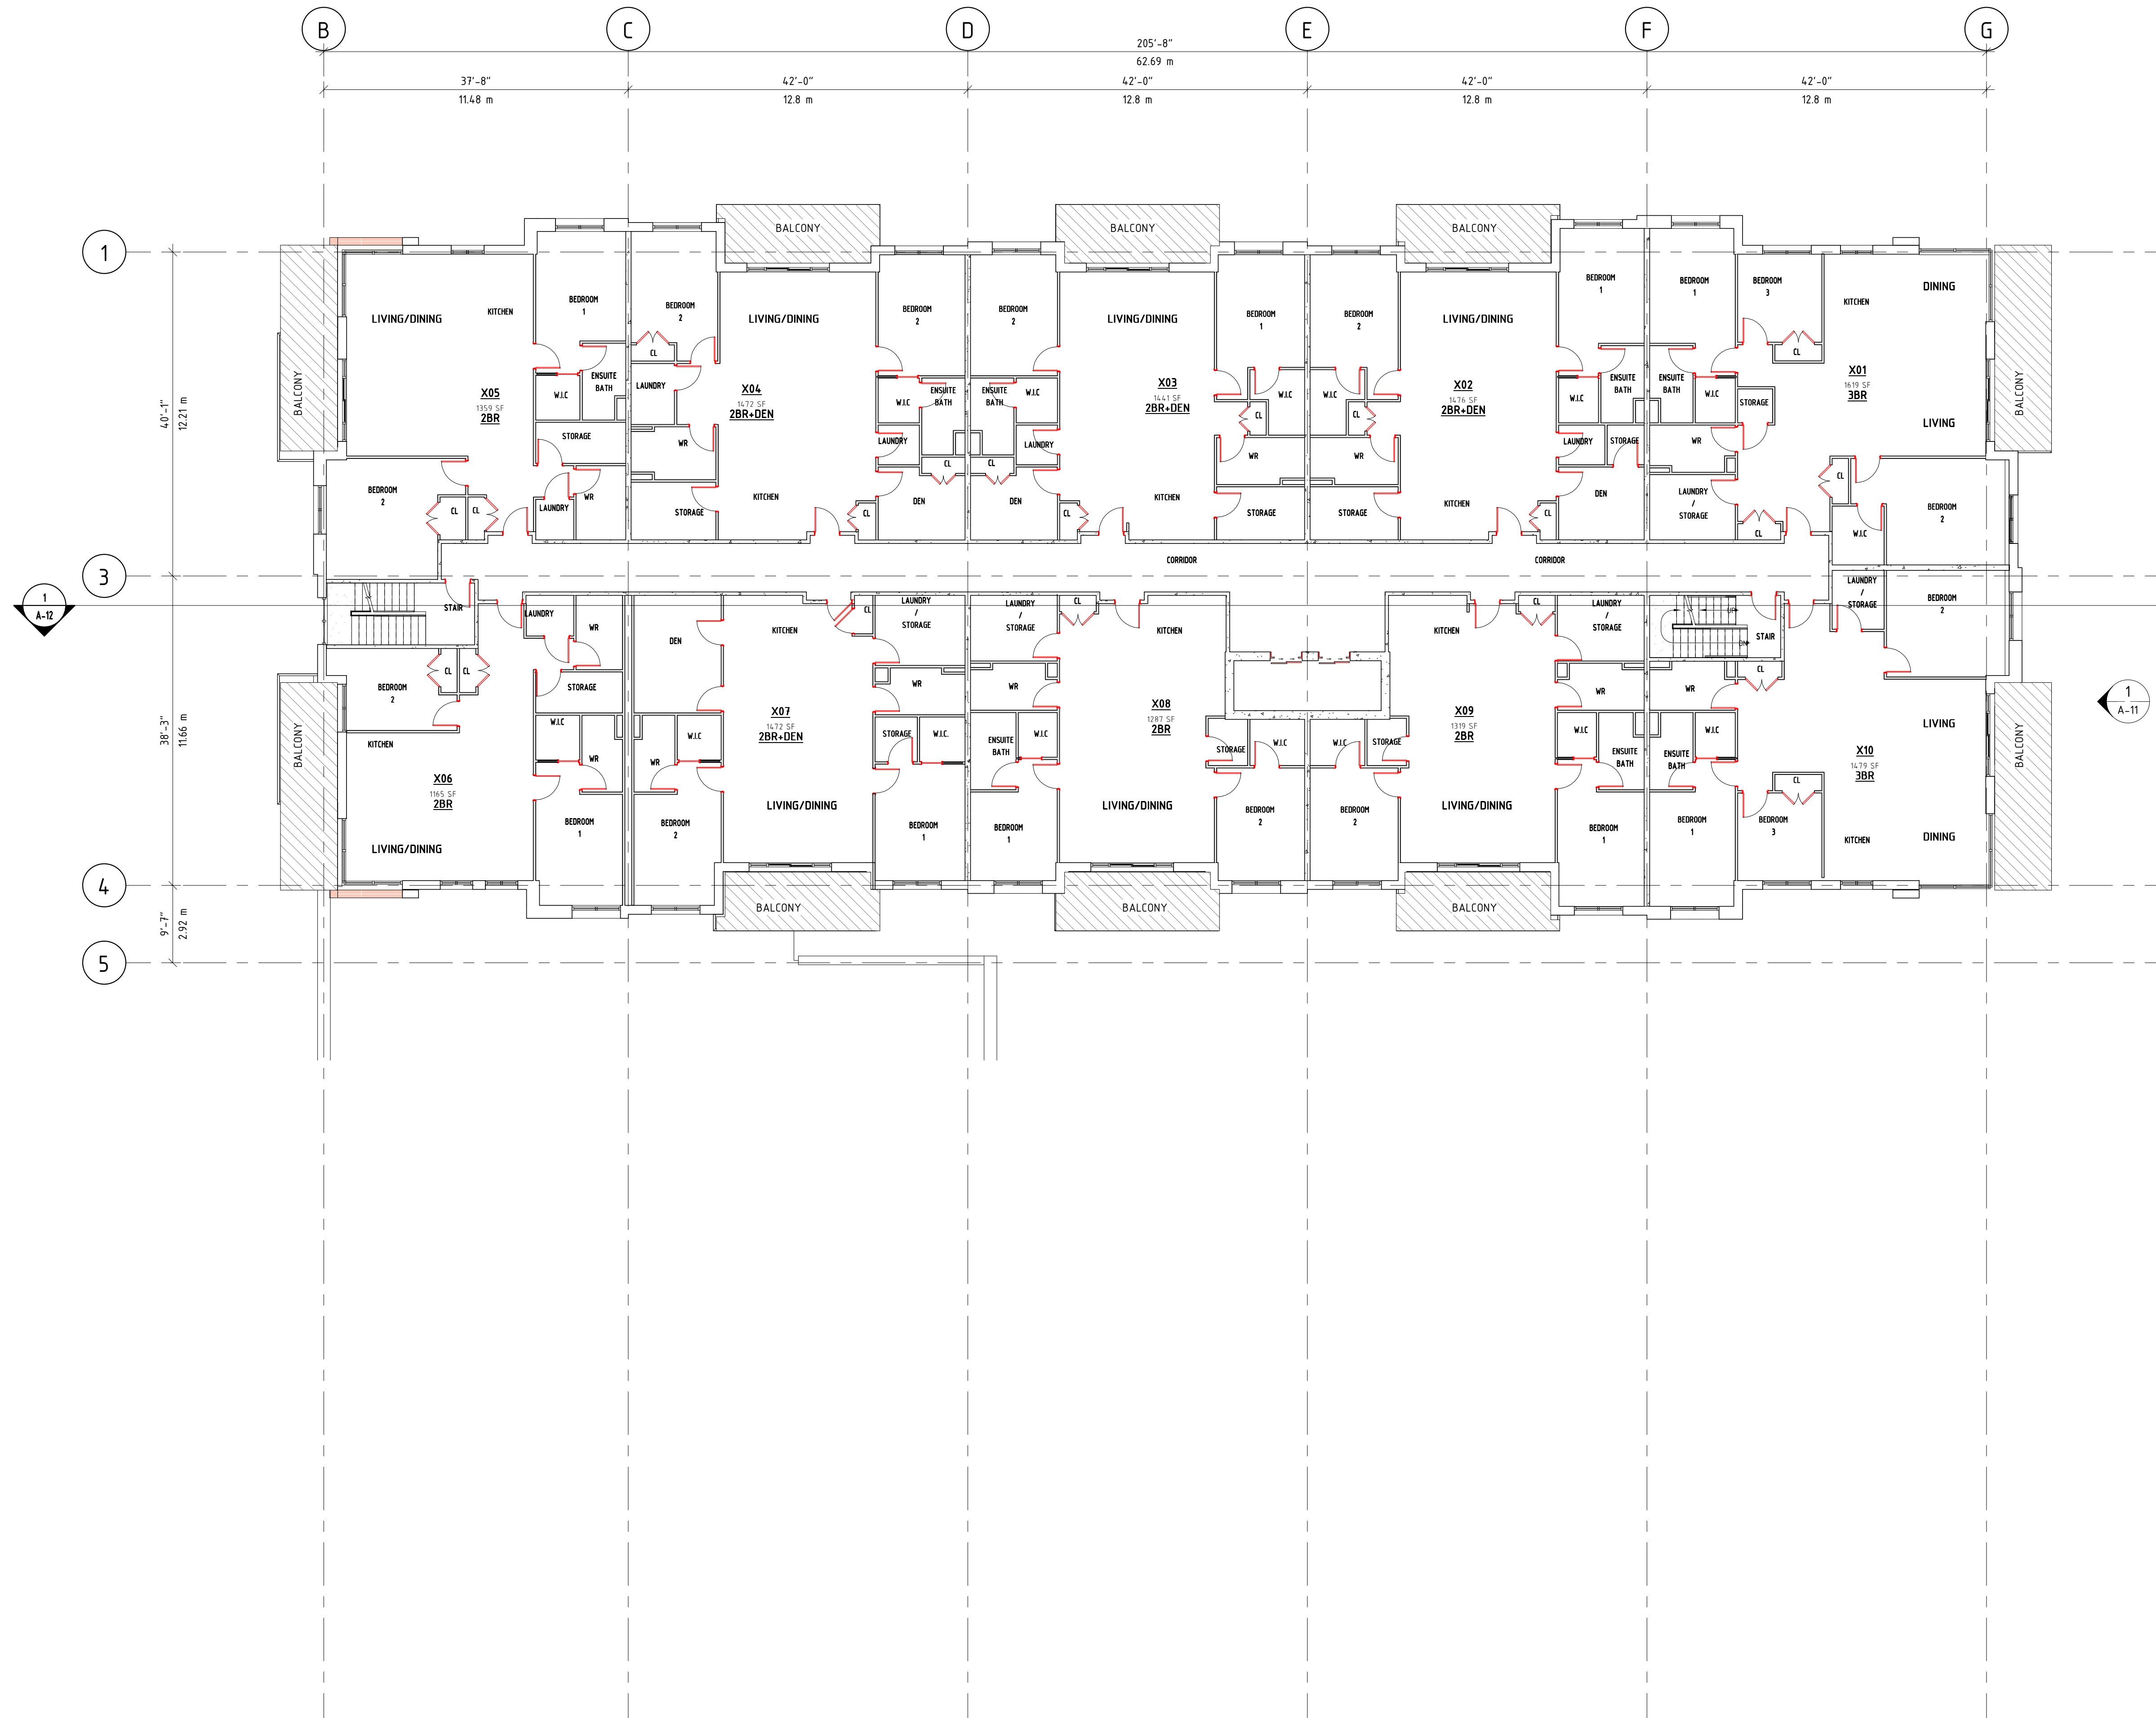 B C D E F G
205'-8"
62.69 m
37'-8" 42'-0" 42'-0" 42'-0" 42'-0"
11.48 m 12.8 m 12.8 m 12.8 m 12.8 m
BALCONY BALCONY BALCONY
1
40'-1"
12.21 m
3
38'-3"
11.66 m
4
9'-7"
2.92 m
5
1
A-12
1
A-11
BALCONY
LIVING/DINING
KITCHEN
BEDROOM
1
X05
1359 SF
2BR
W.I.C
ENSUITE
BATH
STORAGE
BEDROOM
2
CL
CL
LAUNDRY
WR
BEDROOM
2
CL
LIVING/DINING
LAUNDRY
X04
1472 SF
2BR+DEN
WR
STORAGE
KITCHEN
CL
BEDROOM
2
W.I.C
ENSUITE
BATH
LAUNDRY
CL
DEN
BEDROOM
2
ENSUITE
BATH
W.I.C
LAUNDRY
CL
DEN
CL
LIVING/DINING
X03
1441 SF
2BR+DEN
KITCHEN
BEDROOM
1
W.I.C
CL
WR
STORAGE
BEDROOM
2
W.I.C
CL
WR
STORAGE
LIVING/DINING
X02
1476 SF
2BR+DEN
KITCHEN
CL
BEDROOM
1
W.I.C
ENSUITE
BATH
LAUNDRY
STORAGE
DEN
BEDROOM
1
ENSUITE
BATH
W.I.C
WR
LAUNDRY
/
STORAGE
CL
BEDROOM
3
CL
STORAGE
KITCHEN
DINING
X01
1619 SF
3BR
LIVING
BALCONY
CL
W.I.C
BEDROOM
2
CORRIDOR
CORRIDOR
STAIR
LAUNDRY
WR
CL
CL
BEDROOM
2
STORAGE
BALCONY
KITCHEN
W.I.C
WR
X06
1165 SF
2BR
LIVING/DINING
BEDROOM
1
DEN
KITCHEN
CL
LAUNDRY
/
STORAGE
WR
X07
1472 SF
2BR+DEN
WR
W.I.C
STORAGE
W.I.C.
BEDROOM
2
LIVING/DINING
BEDROOM
1
LAUNDRY
/
STORAGE
CL
KITCHEN
WR
ENSUITE
BATH
W.I.C
X08
1287 SF
2BR
BEDROOM
1
LIVING/DINING
STORAGE
W.I.C
BEDROOM
2
W.I.C
STORAGE
BEDROOM
2
KITCHEN
CL
LAUNDRY
/
STORAGE
X09
1319 SF
2BR
WR
W.I.C
ENSUITE
BATH
LIVING/DINING
BEDROOM
1
UP
DN
STAIR
CL
WR
ENSUITE
BATH
W.I.C
BEDROOM
1
CL
BEDROOM
3
LAUNDRY
/
STORAGE
BEDROOM
2
LIVING
X10
1479 SF
3BR
KITCHEN
DINING
BALCONY
BALCONY BALCONY BALCONY